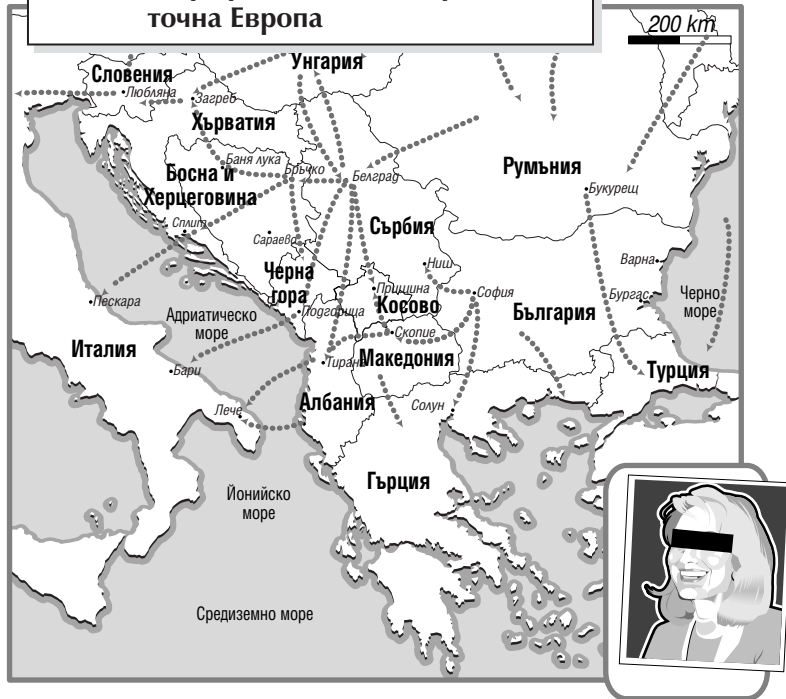 точна Европа
200 km
Унгария
Словения
Любляна
Загреб
Хърватия
Румъния
Баня лука
Бръчко
Белград
Босна и
Херцеговина
Букурещ
Сплит
Сърбия
Сараево
Ниш
Варна
Черна
гора
Прищина
София
Косово
Бургас
Черно
море
Пескара
Подгорица
България
Адриатическо
море
Скопие
Италия
Македония
Тирана
Турция
Бари
Албания
Лече
Солун
Гърция
Йонийско
море
Средиземно море